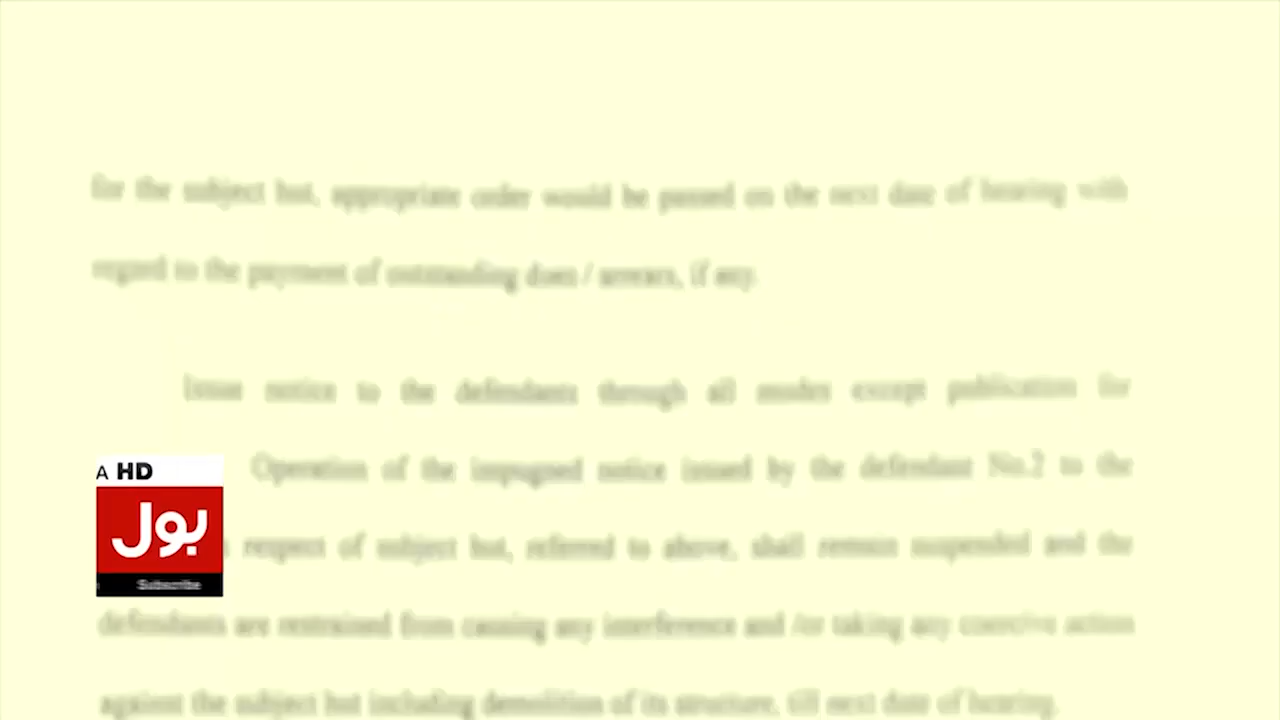 for the subject hut, appropriate order would be passed on the next date of hearing with
regard to the payment of outstanding dues / arrears, if any.
Issue notice to the defendants through all modes except publication for
Operation of the impugned notice issued by the defendant No.2 to the
respect of subject hut, referred to above, shall remain suspended and the
defendants are restrained from causing any interference and /or taking any coercive action
against the subject hut including demolition of its structure, till next date of hearing.
A HD
بول
Subscribe